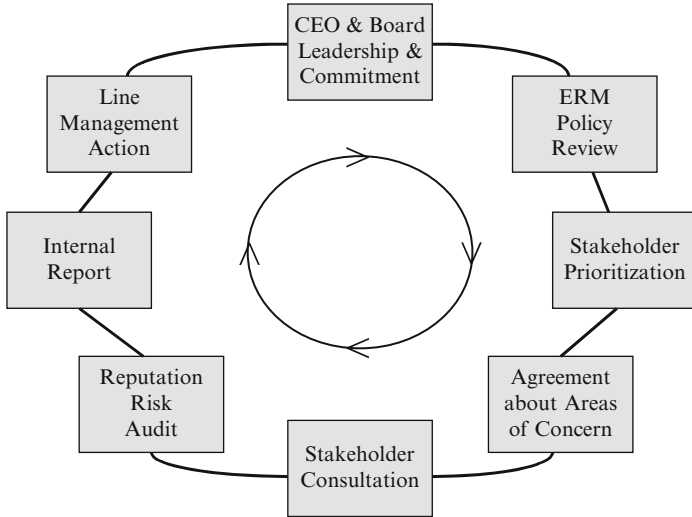 CEO & Board
Leadership &
Commitment
ERM
Policy
Review
Stakeholder
Prioritization
Agreement
about Areas
of Concern
Stakeholder
Consultation
Reputation
Risk
Audit
Internal
Report
Line
Management
Action